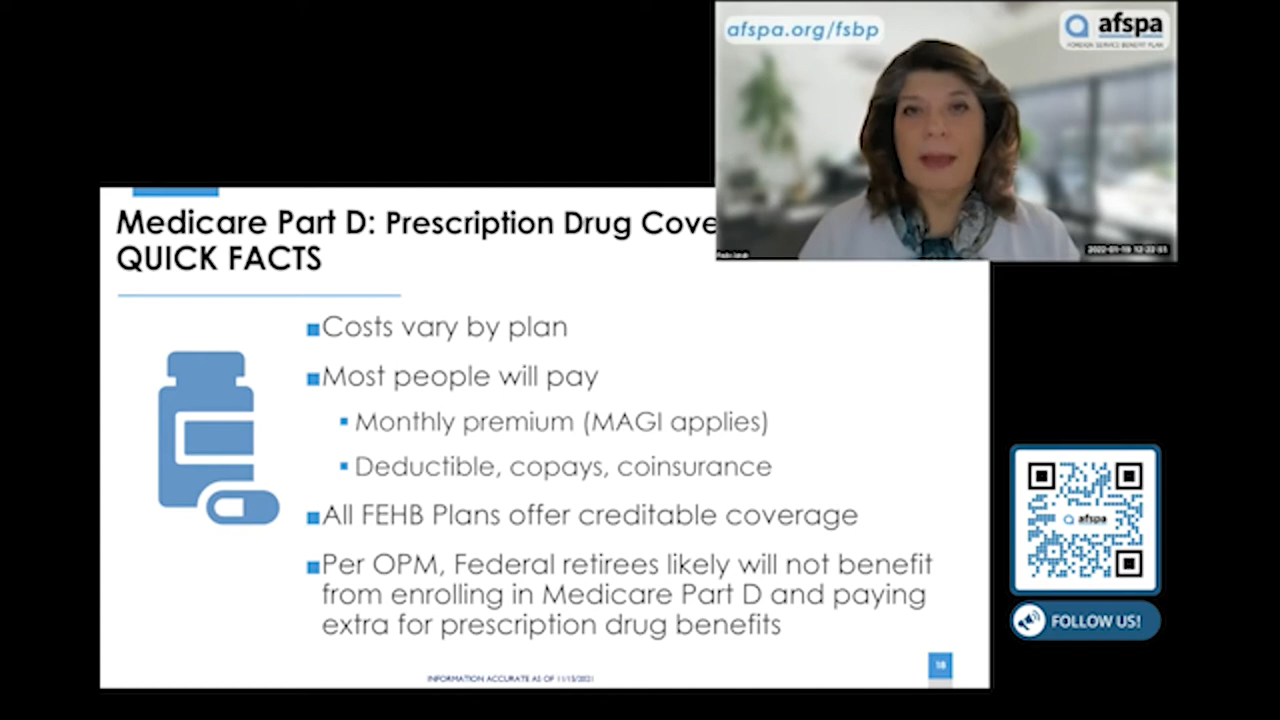 afspa.org/fsbp
afspa
FOREIGN SERVICE BENEFIT PLAN
2022-01-19
Medicare Part D: Prescription Drug Cove
QUICK FACTS
Costs vary by plan
Most people will pay
Monthly premium (MAGI applies)
Deductible, copays, coinsurance
All FEHB Plans offer creditable coverage
Per OPM, Federal retirees likely will not benefit
from enrolling in Medicare Part D and paying
extra for prescription drug benefits
18
INFORMATION ACCURATE AS OF 11/15/2021
afspa
FOLLOW US!